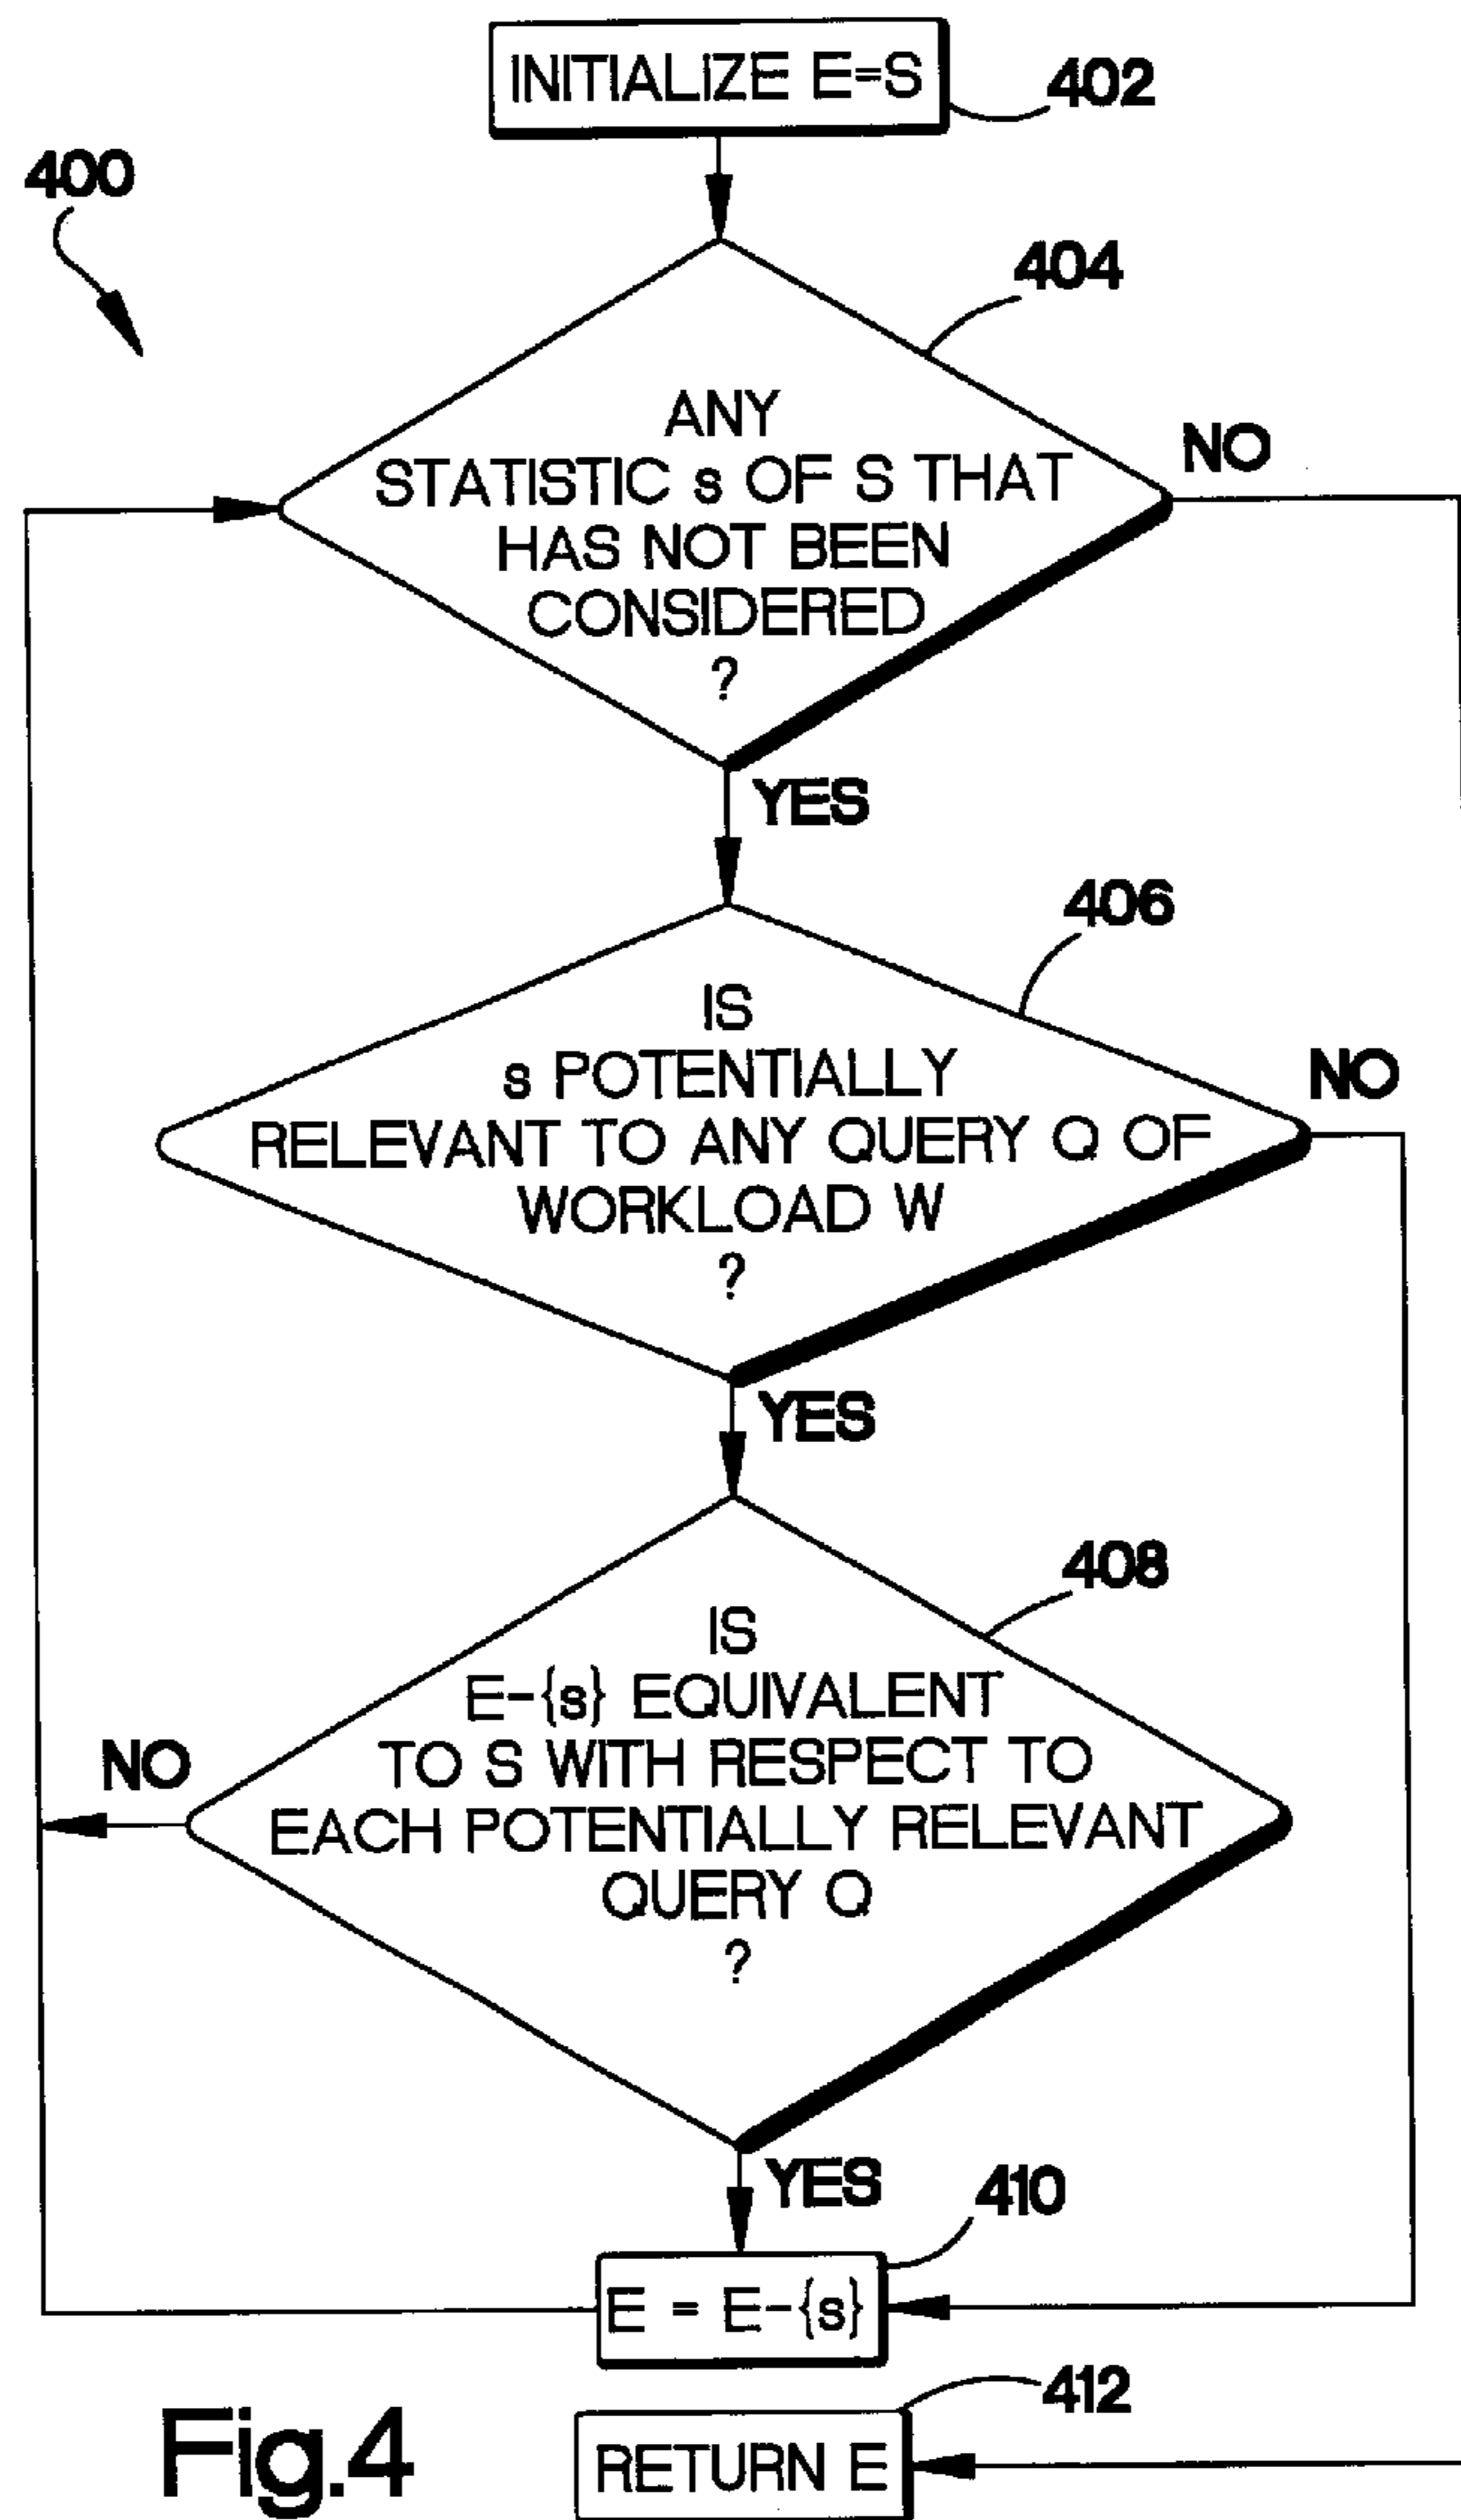 INITIALIZE E=S
402
400
404
ANY
STATISTIC s OF S THAT
HAS NOT BEEN
CONSIDERED
?
NO
YES
406
IS
s POTENTIALLY
RELEVANT TO ANY QUERY Q OF
WORKLOAD W
?
NO
YES
408
IS
E-{s} EQUIVALENT
TO S WITH RESPECT TO
EACH POTENTIALLY RELEVANT
QUERY Q
?
NO
YES
410
E = E-{s}
412
RETURN E
Fig.4